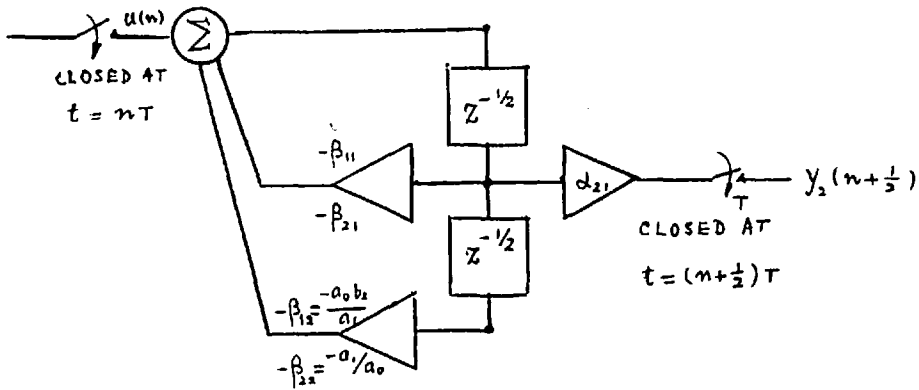 u(n)
Σ
CLOSED AT
t = nT
Z^{-1/2}
-β₁₁
-β₂₁
α₂₁
T
y₂(n+½)
CLOSED AT
t = (n+½)T
Z^{-1/2}
-β₁₂ = -a₀b₂/a₁
-β₂₂ = -a₁/a₀